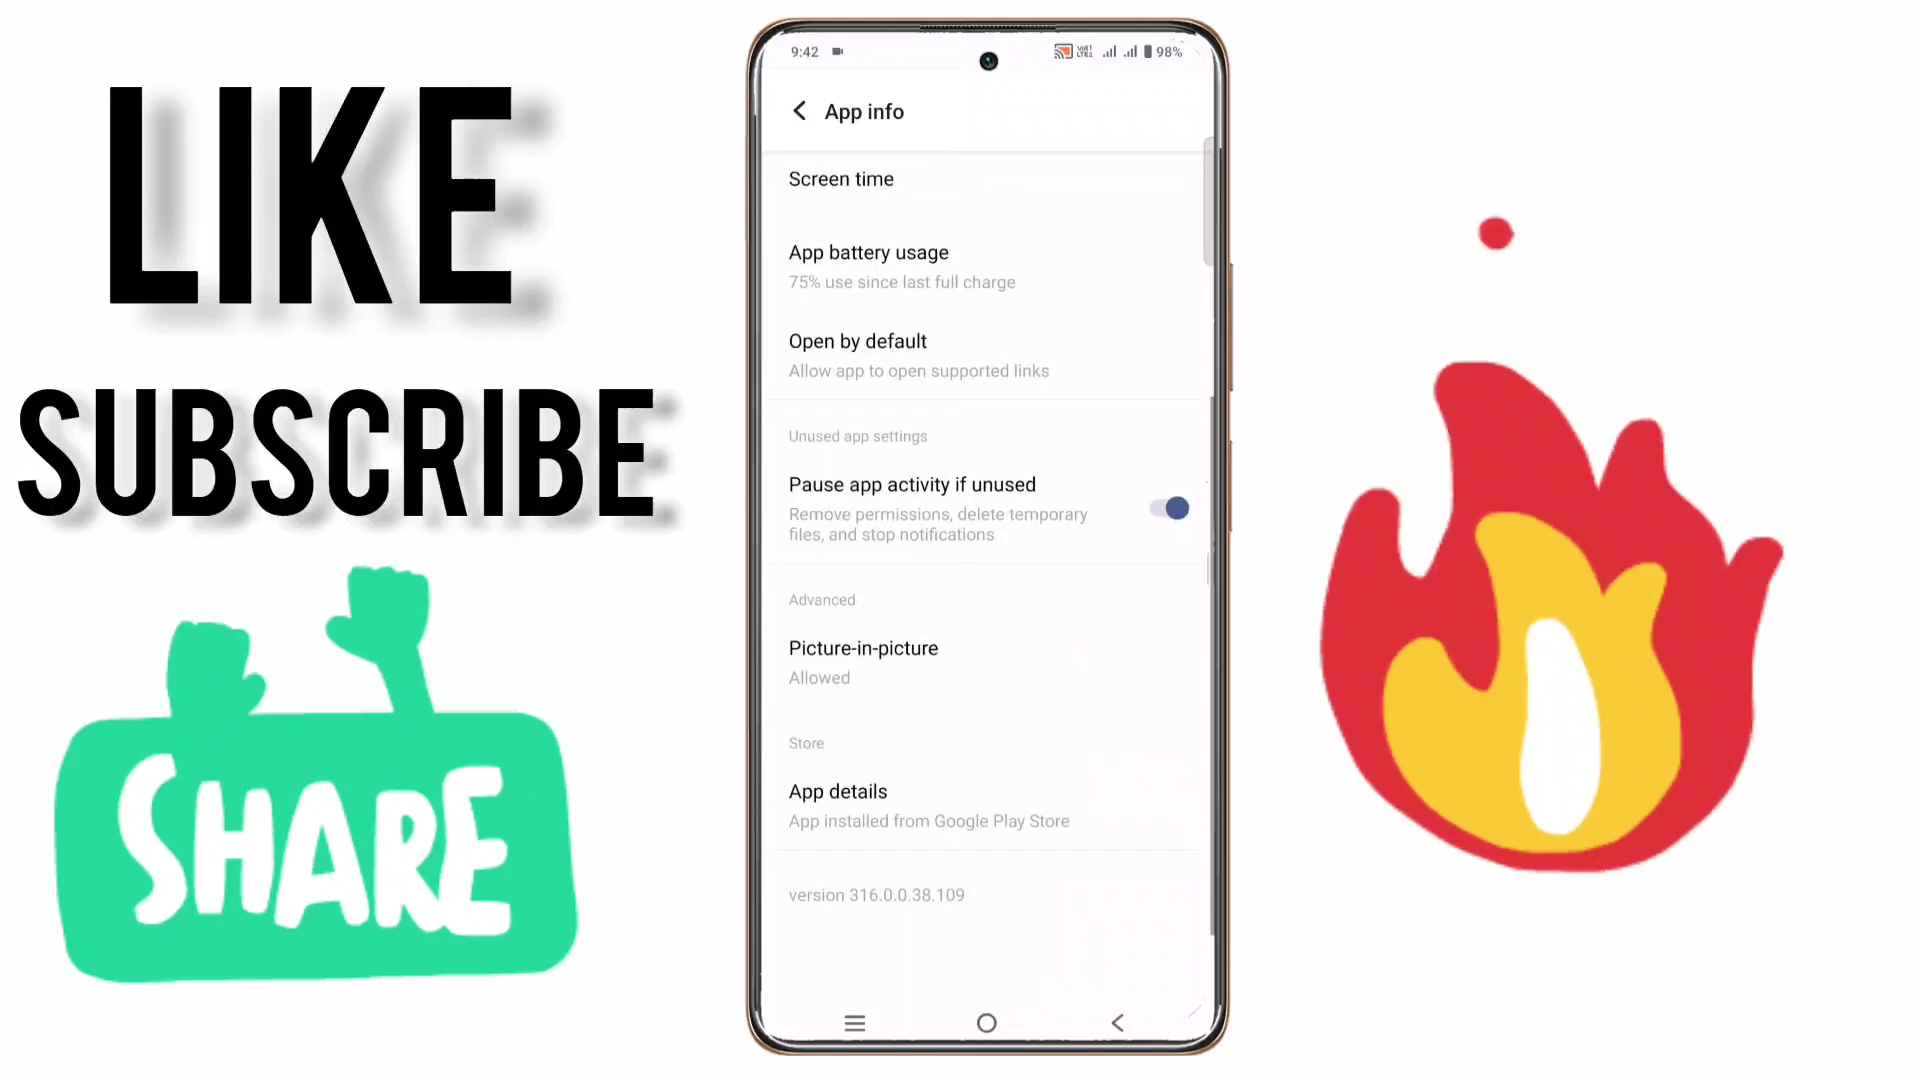 LIKE
SUBSCRIBE
SHARE
9:42
98%
App info
Screen time
App battery usage
75% use since last full charge
Open by default
Allow app to open supported links
Unused app settings
Pause app activity if unused
Remove permissions, delete temporary
files, and stop notifications
Advanced
Picture-in-picture
Allowed
Store
App details
App installed from Google Play Store
version 316.0.0.38.109